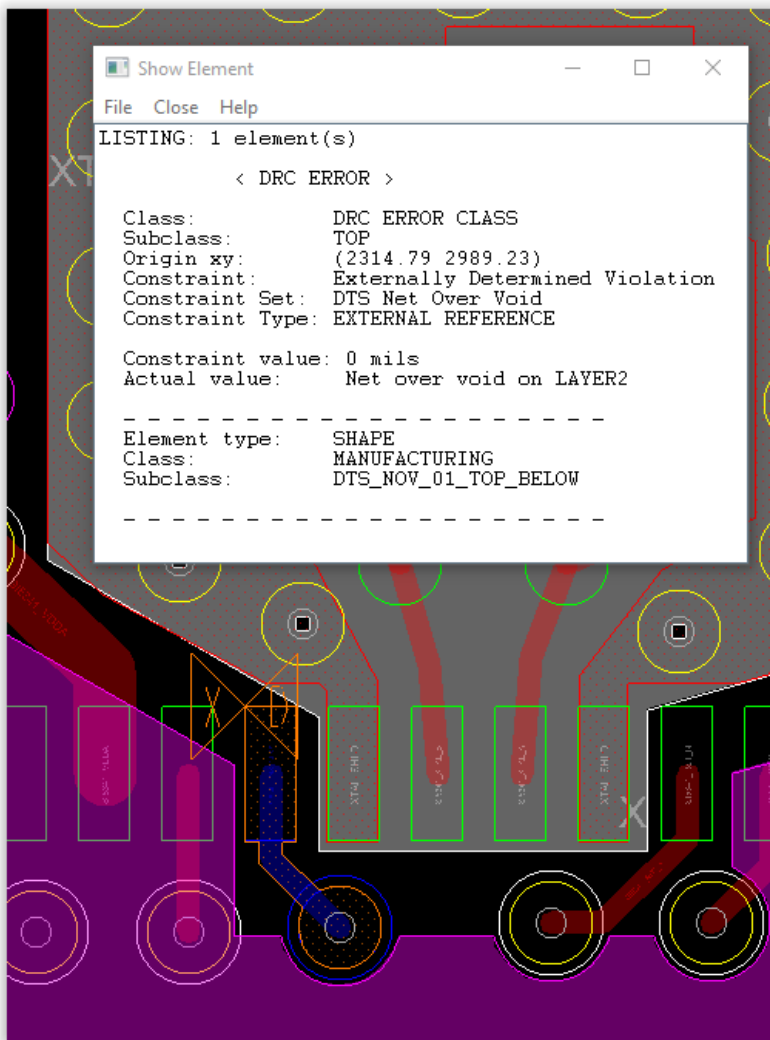 Show Element
File Close Help
LISTING: 1 element(s)
< DRC ERROR >
Class: DRC ERROR CLASS
Subclass: TOP
Origin xy: (2314.79 2989.23)
Constraint: Externally Determined Violation
Constraint Set: DTS Net Over Void
Constraint Type: EXTERNAL REFERENCE
Constraint value: 0 mils
Actual value: Net over void on LAYER2
- - - - - - - - - - - - - - - - - - - -
Element type: SHAPE
Class: MANUFACTURING
Subclass: DTS_NOV_01_TOP_BELOW
- - - - - - - - - - - - - - - - - - - -
XT
X